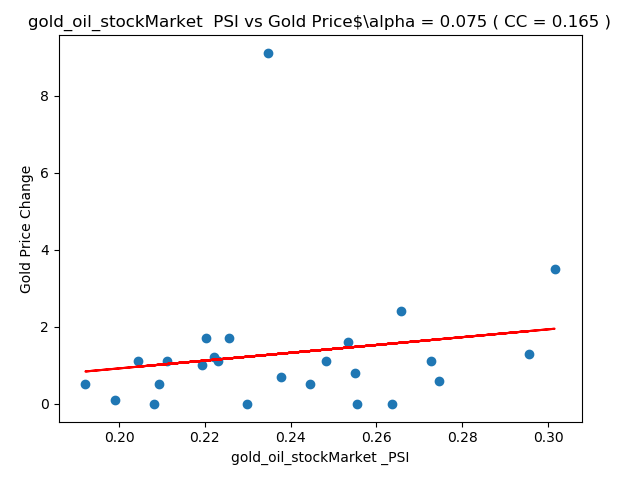 gold_oil_stockMarket  PSI vs Gold Price$\alpha = 0.075 ( CC = 0.165 )
8
6
4
2
0
Gold Price Change
0.20 0.22 0.24 0.26 0.28 0.30
gold_oil_stockMarket _PSI